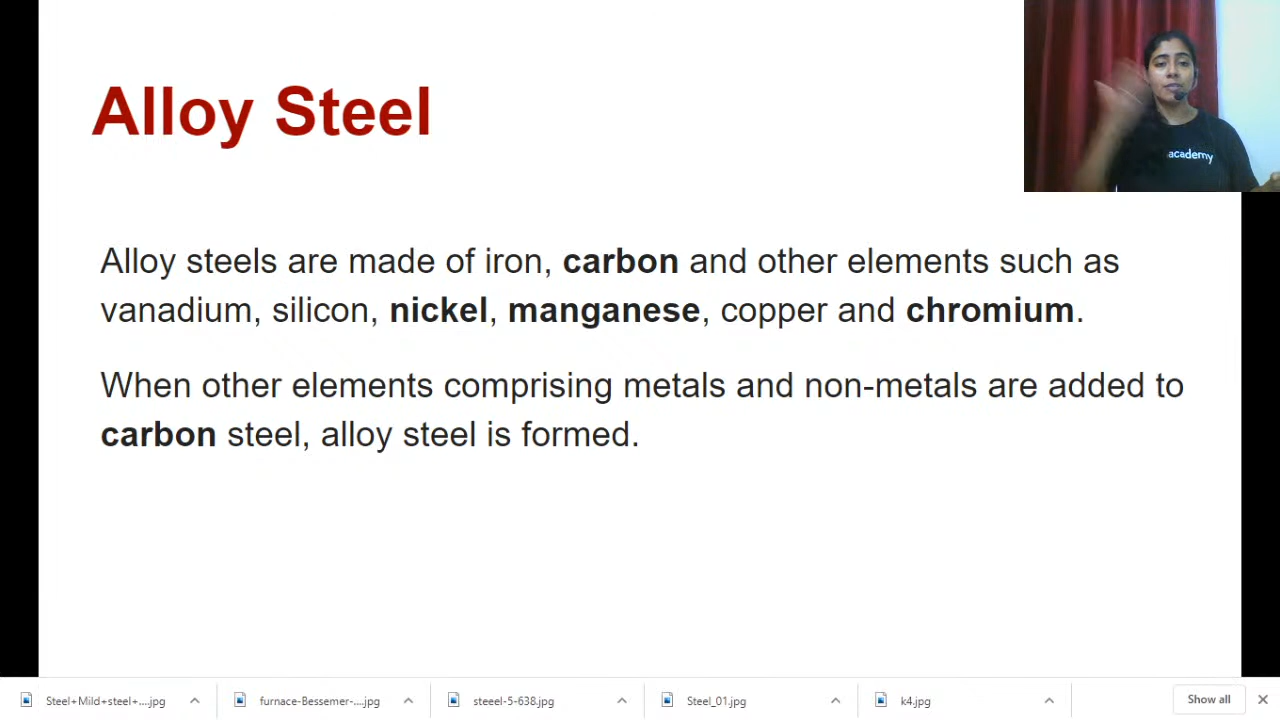 Alloy Steel
academy
Alloy steels are made of iron, carbon and other elements such as
vanadium, silicon, nickel, manganese, copper and chromium.
When other elements comprising metals and non-metals are added to
carbon steel, alloy steel is formed.
Steel+Mild+steel+....jpg
furnace-Bessemer-....jpg
steeel-5-638.jpg
Steel_01.jpg
k4.jpg
Show all